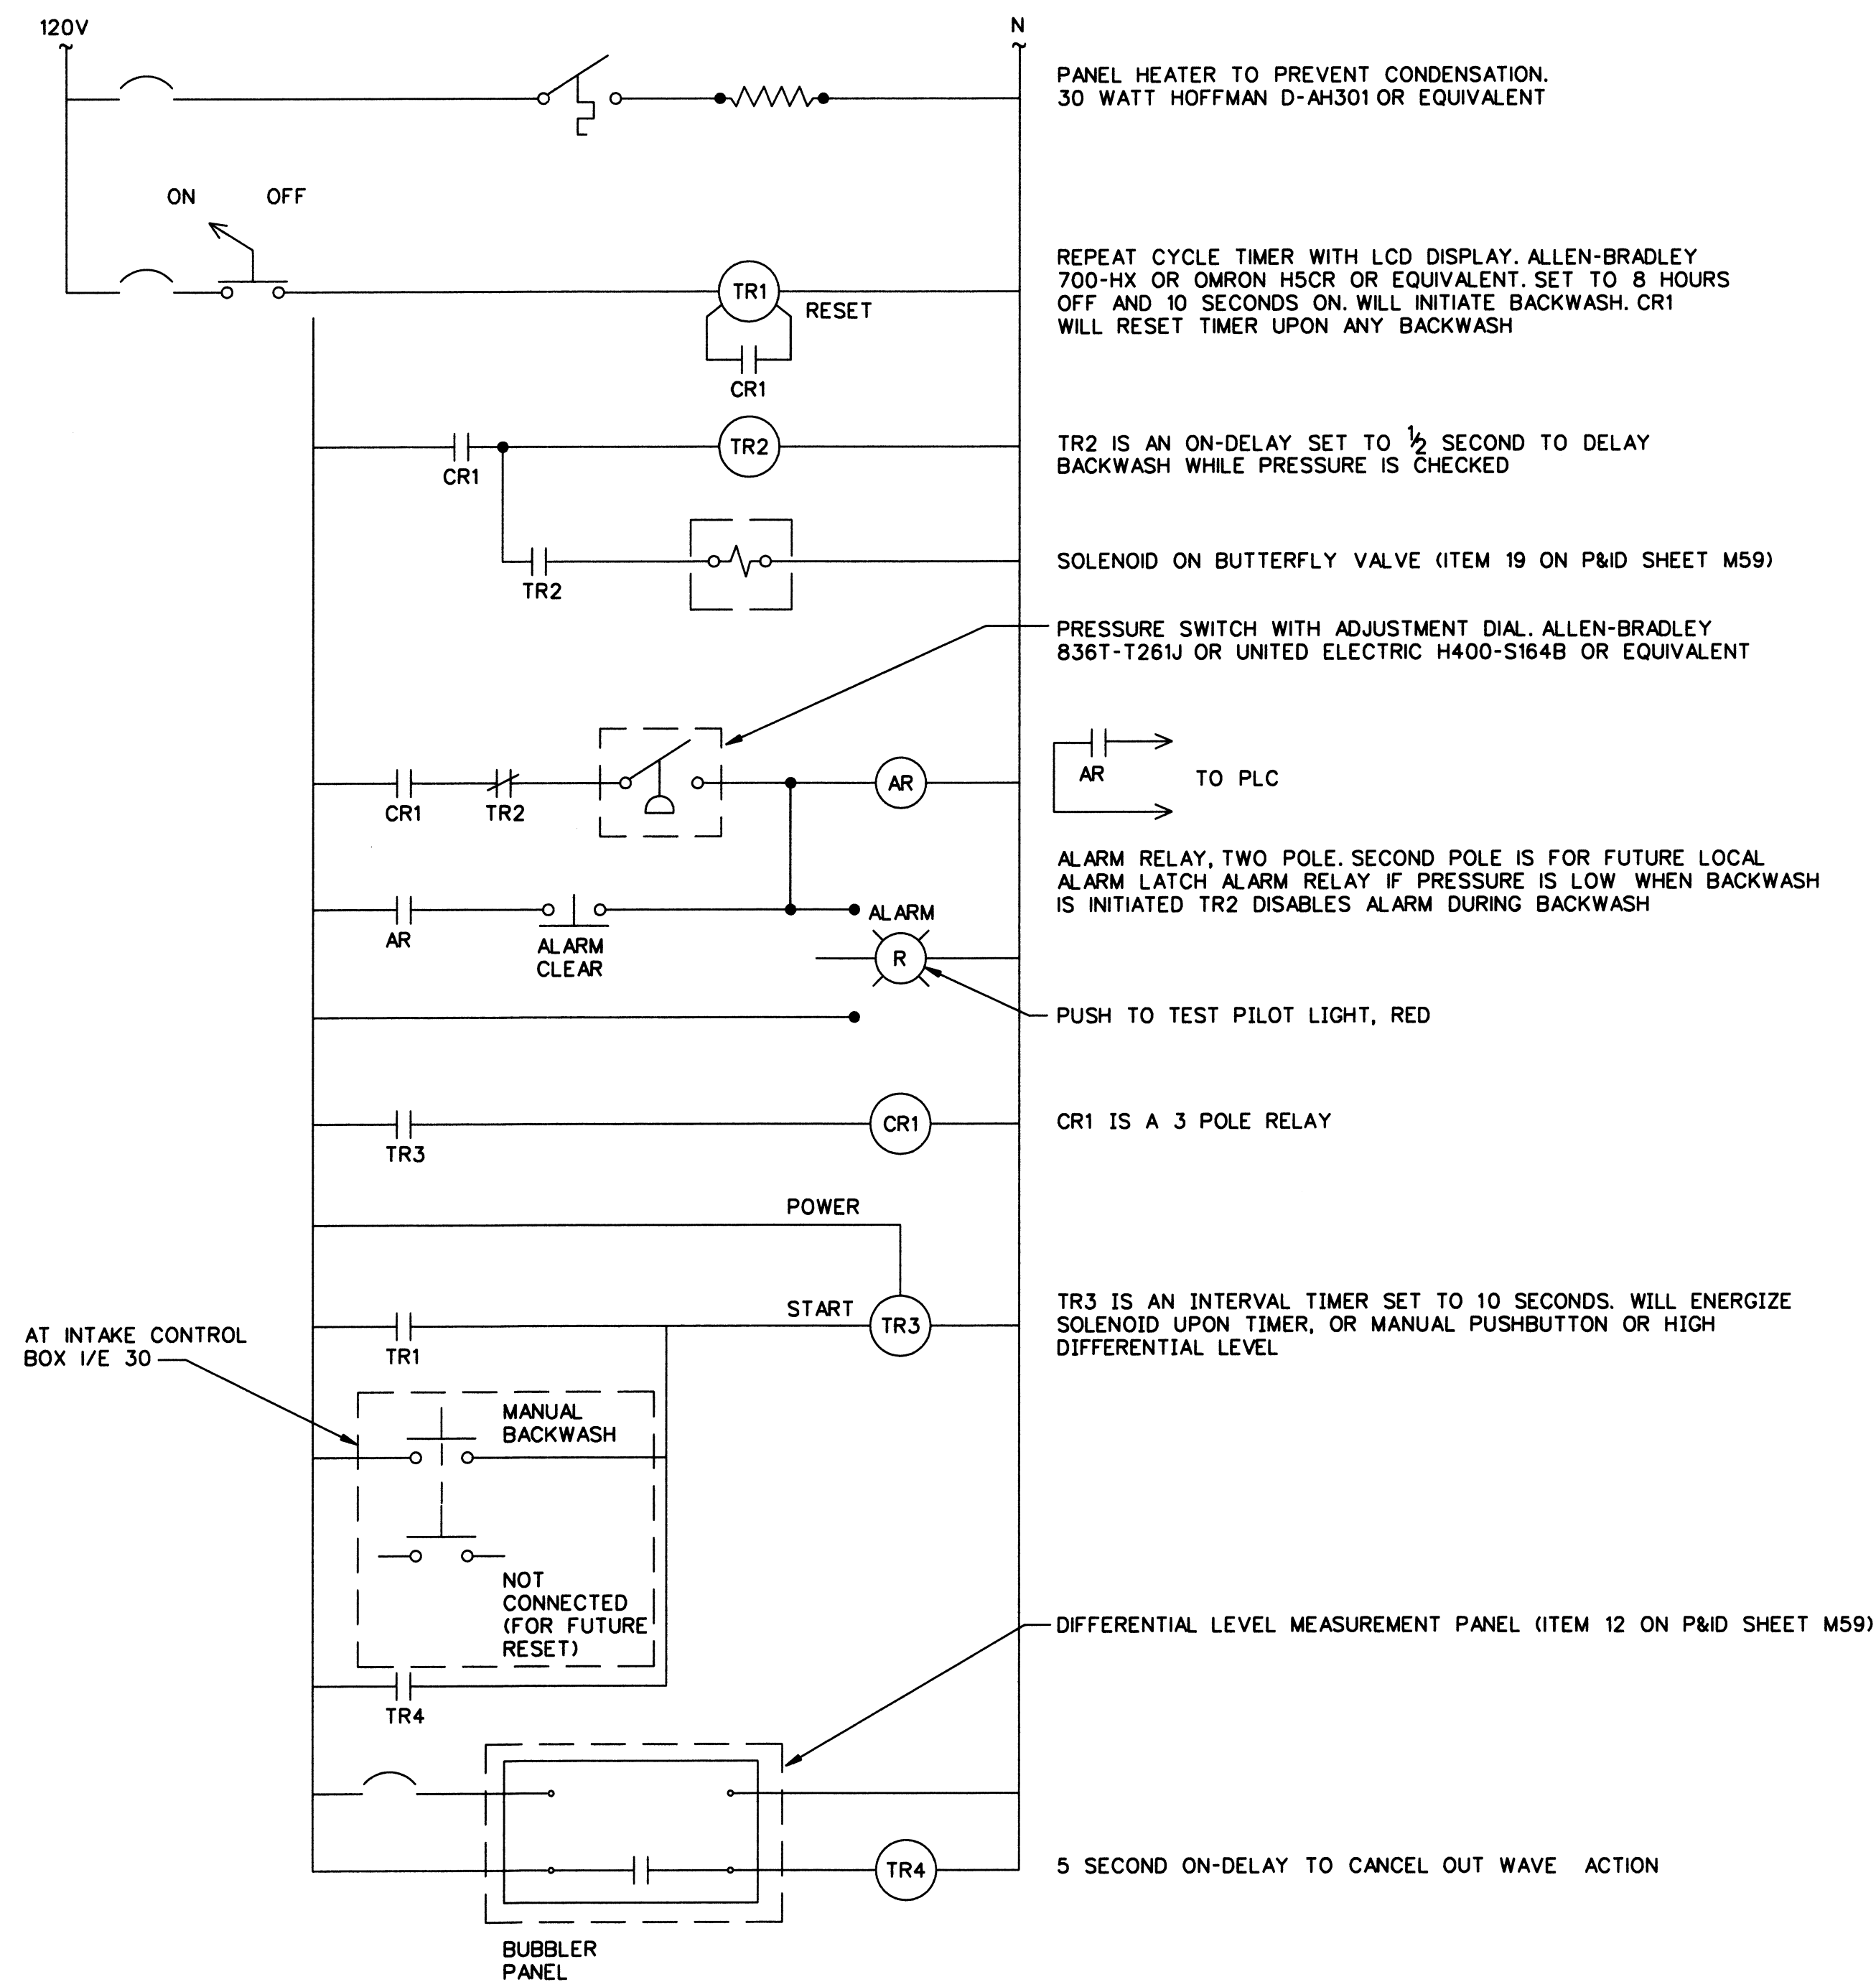 120V
N
PANEL HEATER TO PREVENT CONDENSATION.
30 WATT HOFFMAN D-AH301 OR EQUIVALENT
ON OFF
REPEAT CYCLE TIMER WITH LCD DISPLAY. ALLEN-BRADLEY
700-HX OR OMRON H5CR OR EQUIVALENT. SET TO 8 HOURS
OFF AND 10 SECONDS ON. WILL INITIATE BACKWASH. CR1
WILL RESET TIMER UPON ANY BACKWASH
TR1
RESET
CR1
TR2
CR1
TR2 IS AN ON-DELAY SET TO 1/2 SECOND TO DELAY
BACKWASH WHILE PRESSURE IS CHECKED
TR2
SOLENOID ON BUTTERFLY VALVE (ITEM 19 ON P&ID SHEET M59)
PRESSURE SWITCH WITH ADJUSTMENT DIAL. ALLEN-BRADLEY
836T-T261J OR UNITED ELECTRIC H400-S164B OR EQUIVALENT
CR1
TR2
AR
AR
TO PLC
ALARM RELAY, TWO POLE. SECOND POLE IS FOR FUTURE LOCAL
ALARM LATCH ALARM RELAY IF PRESSURE IS LOW WHEN BACKWASH
IS INITIATED TR2 DISABLES ALARM DURING BACKWASH
AR
ALARM
CLEAR
ALARM
R
PUSH TO TEST PILOT LIGHT, RED
TR3
CR1
CR1 IS A 3 POLE RELAY
POWER
START
TR3
TR1
TR3 IS AN INTERVAL TIMER SET TO 10 SECONDS. WILL ENERGIZE
SOLENOID UPON TIMER, OR MANUAL PUSHBUTTON OR HIGH
DIFFERENTIAL LEVEL
AT INTAKE CONTROL
BOX I/E 30
MANUAL
BACKWASH
NOT
CONNECTED
(FOR FUTURE
RESET)
TR4
DIFFERENTIAL LEVEL MEASUREMENT PANEL (ITEM 12 ON P&ID SHEET M59)
TR4
5 SECOND ON-DELAY TO CANCEL OUT WAVE ACTION
BUBBLER
PANEL